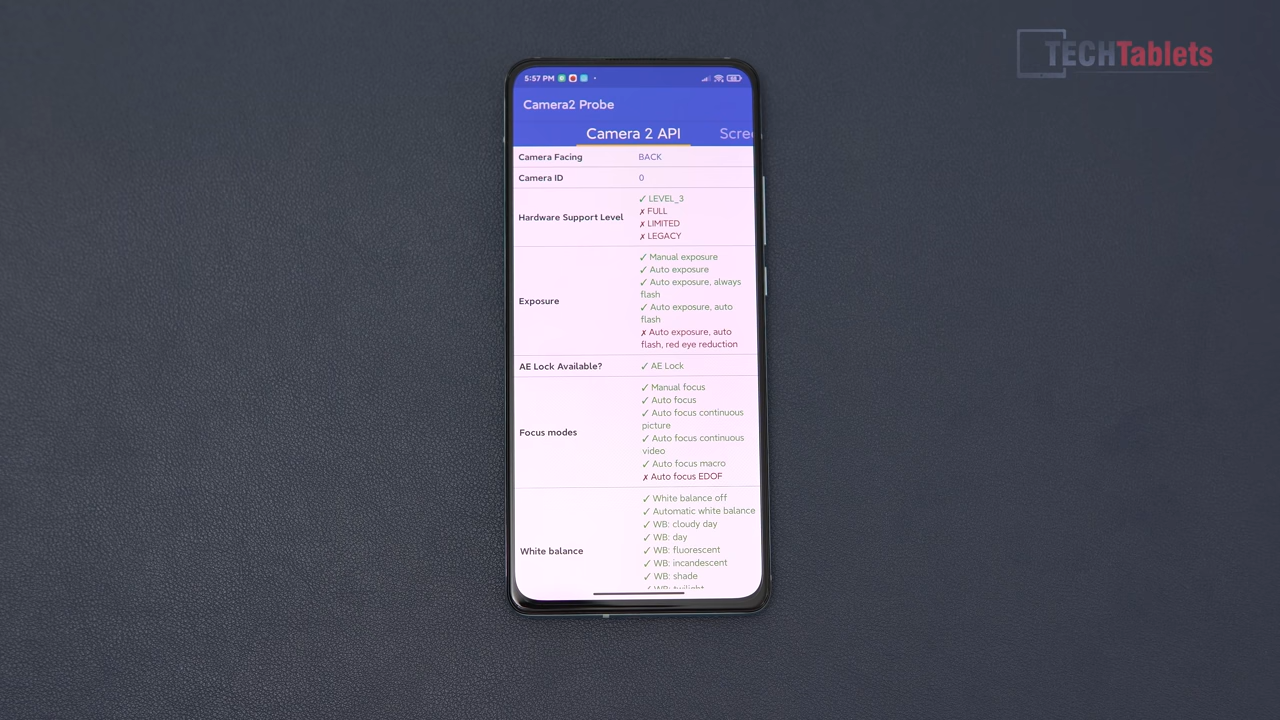 TECHTablets
5:57 PM
68
Camera2 Probe
Camera 2 API
Scree
Camera Facing
BACK
Camera ID
0
Hardware Support Level
✓ LEVEL_3
✗ FULL
✗ LIMITED
✗ LEGACY
Exposure
✓ Manual exposure
✓ Auto exposure
✓ Auto exposure, always
flash
✓ Auto exposure, auto
flash
✗ Auto exposure, auto
flash, red eye reduction
AE Lock Available?
✓ AE Lock
Focus modes
✓ Manual focus
✓ Auto focus
✓ Auto focus continuous
picture
✓ Auto focus continuous
video
✓ Auto focus macro
✗ Auto focus EDOF
White balance
✓ White balance off
✓ Automatic white balance
✓ WB: cloudy day
✓ WB: day
✓ WB: fluorescent
✓ WB: incandescent
✓ WB: shade
✓ WB: twilight